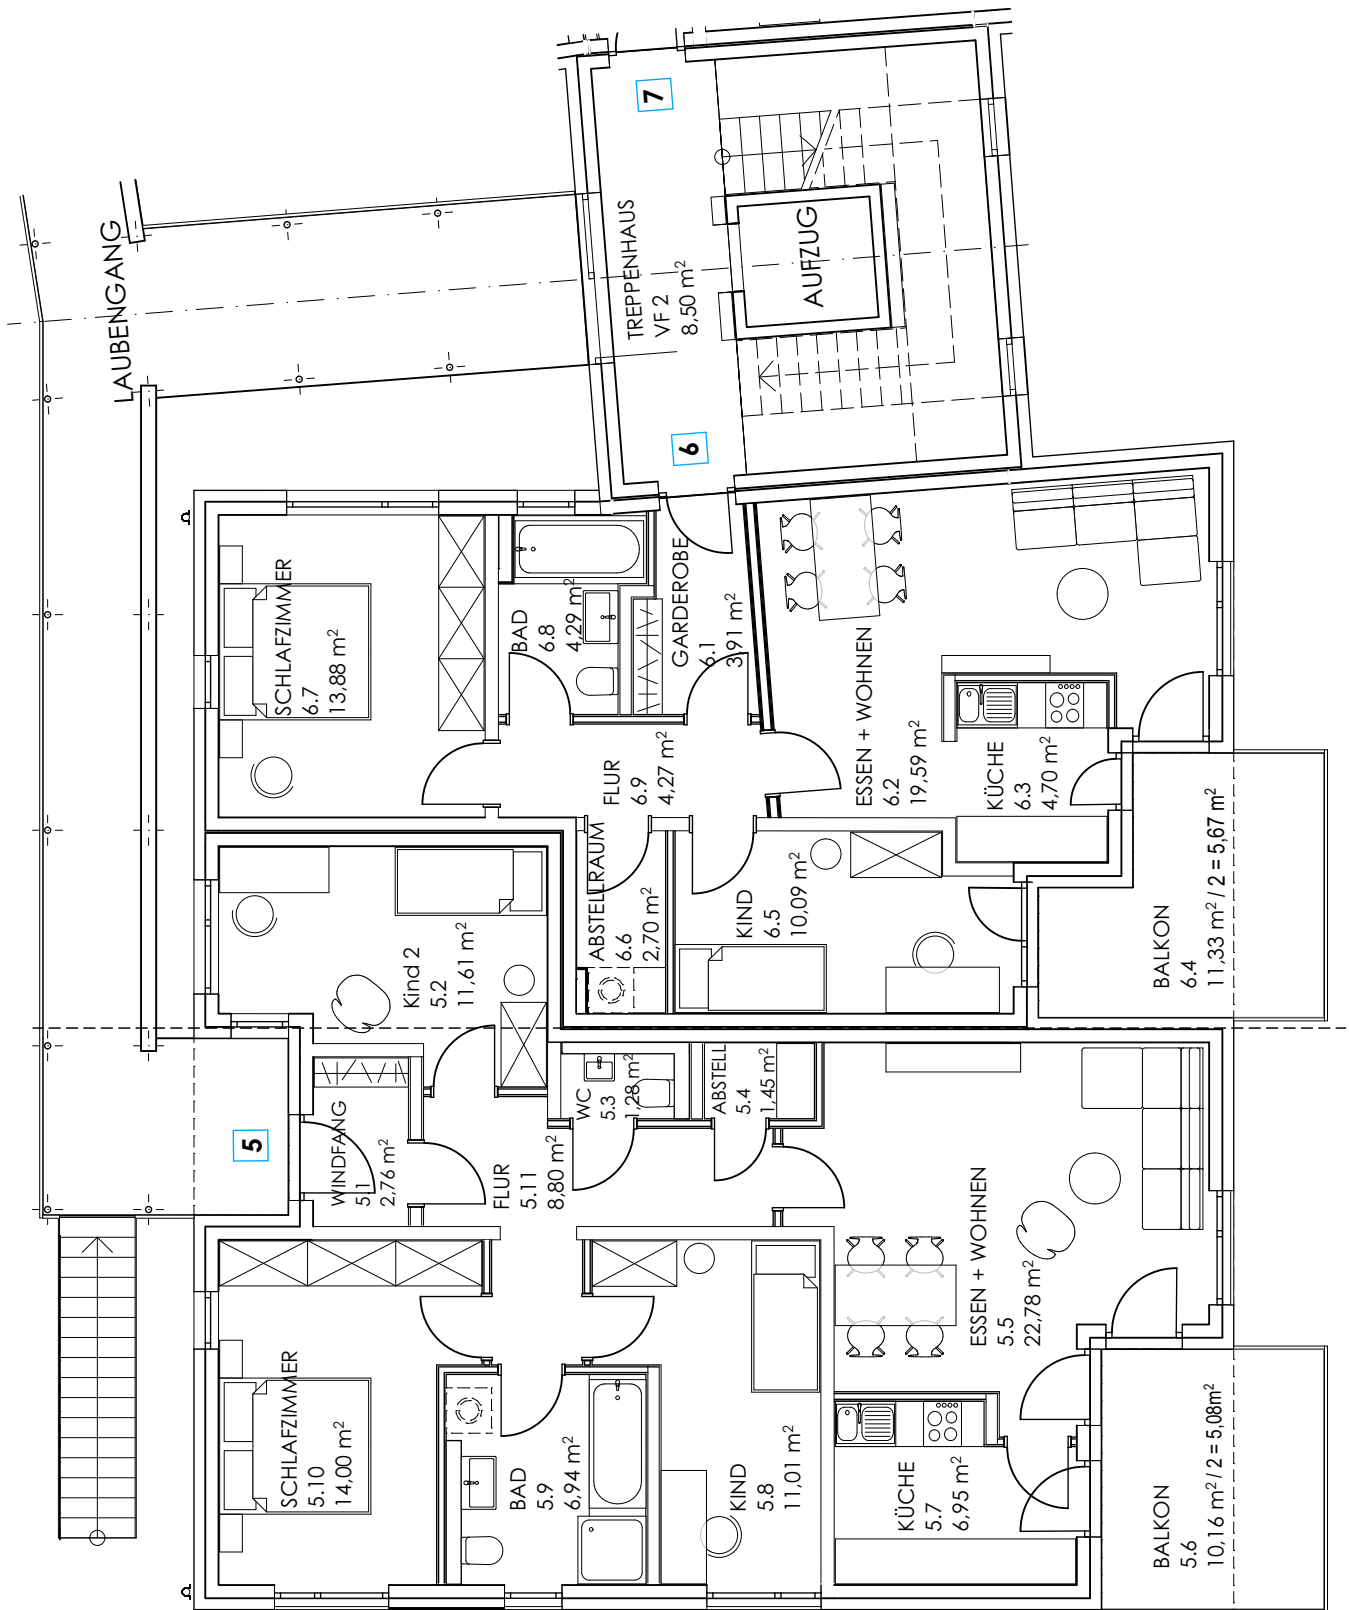 LAUBENGANG
7
TREPPENHAUS
VF 2
8,50 m²
AUFZUG
6
SCHLAFZIMMER
6.7
13,88 m²
BAD
6.8
4,29 m²
GARDEROBE
6.1
3,91 m²
FLUR
6.9
4,27 m²
ESSEN + WOHNEN
6.2
19,59 m²
KÜCHE
6.3
4,70 m²
ABSTELLRAUM
6.6
2,70 m²
KIND
6.5
10,09 m²
BALKON
6.4
11,33 m² / 2 = 5,67 m²
Kind 2
5.2
11,61 m²
5
WINDFANG
5.1
2,76 m²
WC
5.3
1,28 m²
ABSTELL
5.4
1,45 m²
FLUR
5.11
8,80 m²
ESSEN + WOHNEN
5.5
22,78 m²
SCHLAFZIMMER
5.10
14,00 m²
BAD
5.9
6,94 m²
KIND
5.8
11,01 m²
KÜCHE
5.7
6,95 m²
BALKON
5.6
10,16 m² / 2 = 5,08m²